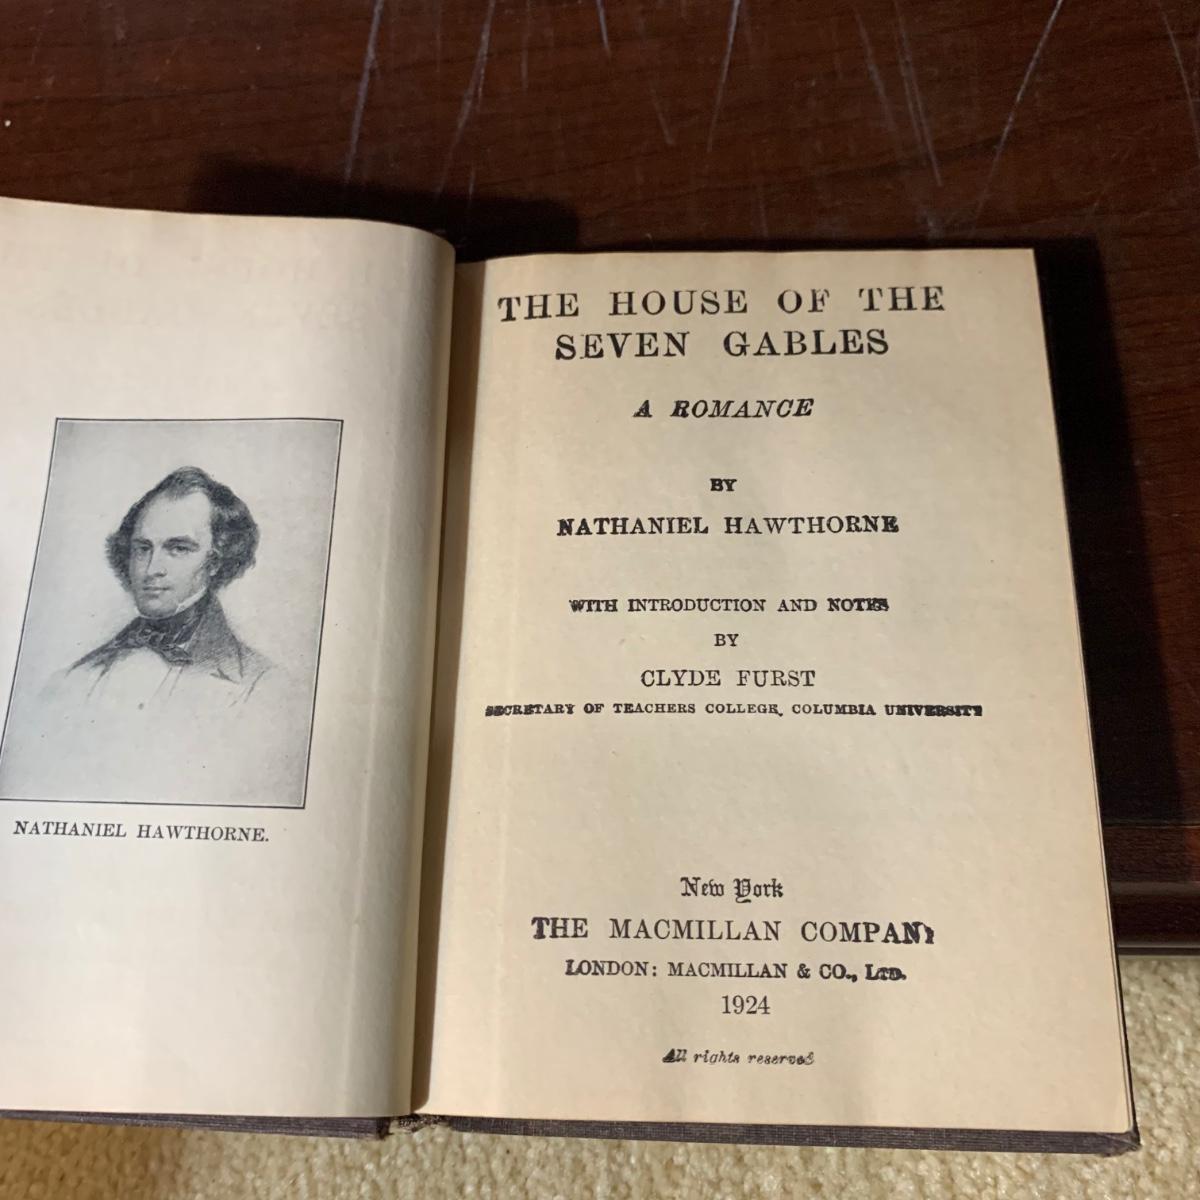 NATHANIEL HAWTHORNE.
THE HOUSE OF THE
SEVEN GABLES
A ROMANCE
BY
NATHANIEL HAWTHORNE
WITH INTRODUCTION AND NOTES
BY
CLYDE FURST
SECRETARY OF TEACHERS COLLEGE, COLUMBIA UNIVERSITY
New York
THE MACMILLAN COMPANY
LONDON: MACMILLAN & CO., LTD.
1924
All rights reserved